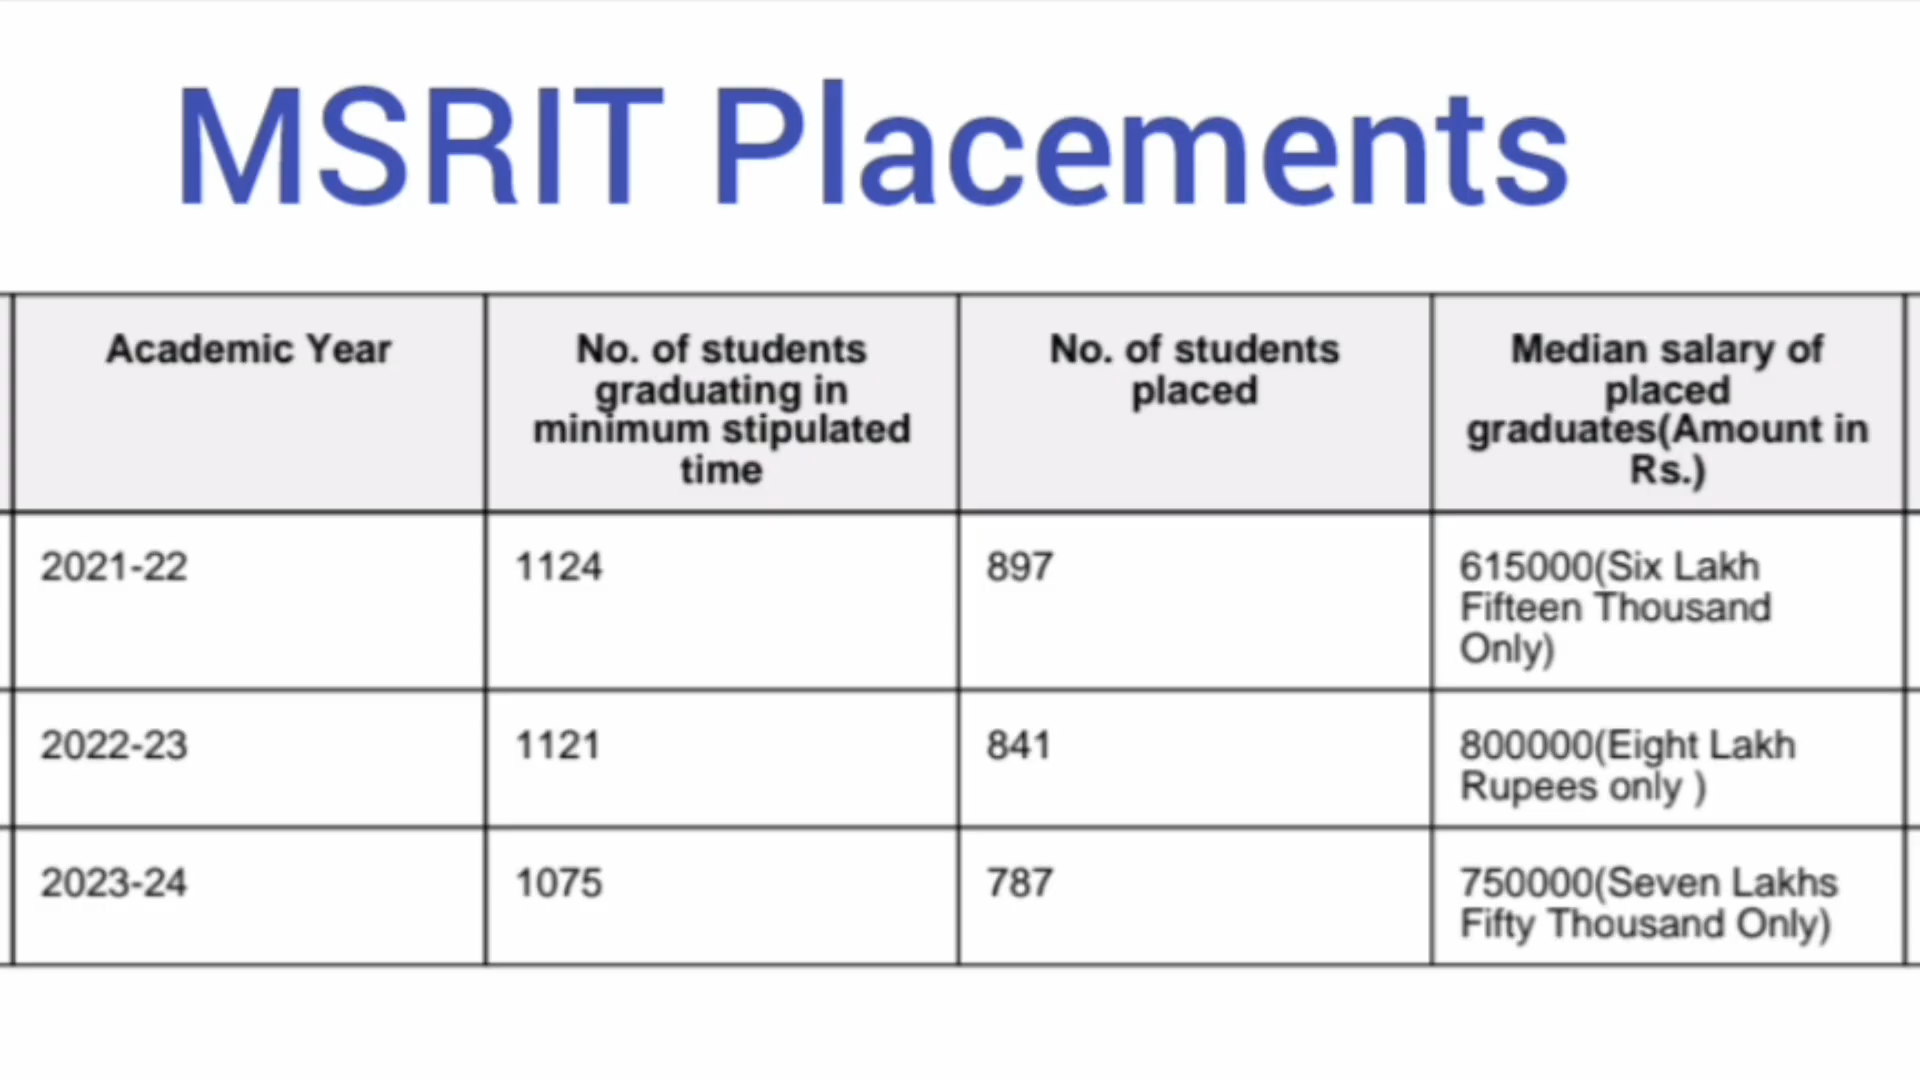 MSRIT Placements
Academic Year
No. of students
graduating in
minimum stipulated
time
No. of students
placed
Median salary of
placed
graduates(Amount in
Rs.)
2021-22
1124
897
615000(Six Lakh
Fifteen Thousand
Only)
2022-23
1121
841
800000(Eight Lakh
Rupees only )
2023-24
1075
787
750000(Seven Lakhs
Fifty Thousand Only)